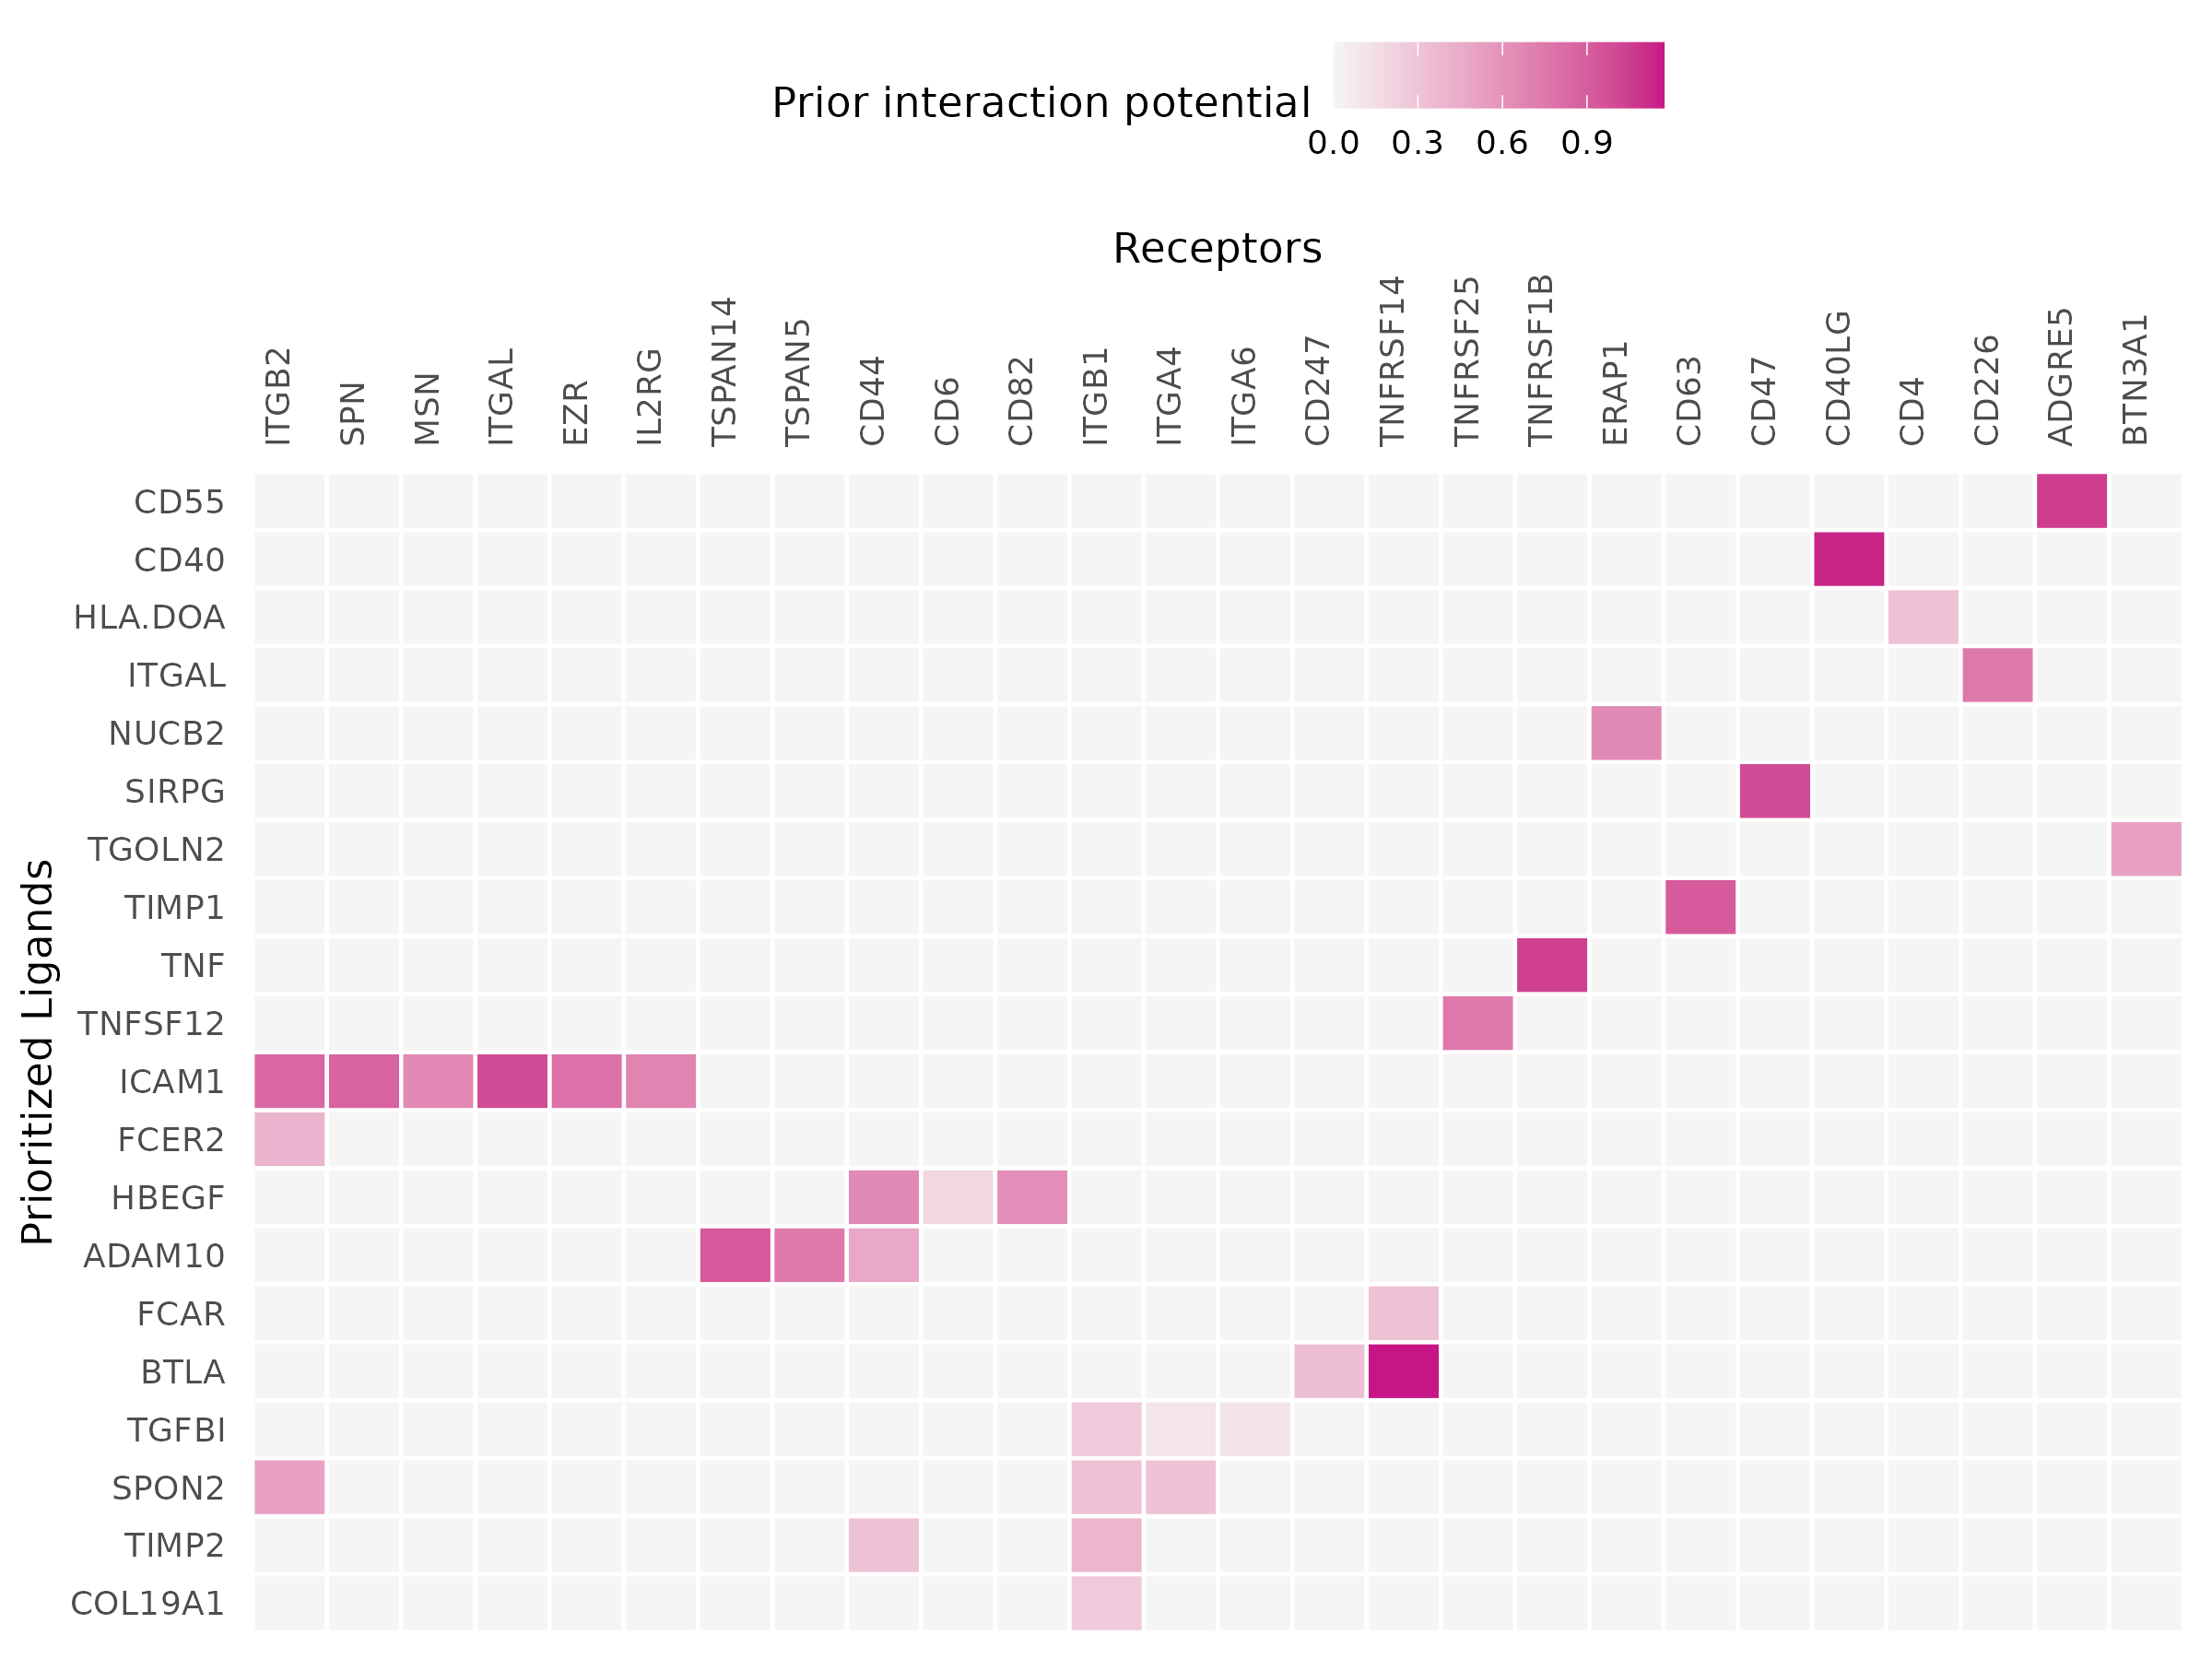 Prior interaction potential
0.0 0.3 0.6 0.9
Receptors
ITGB2
SPN
MSN
ITGAL
EZR
IL2RG
TSPAN14
TSPAN5
CD44
CD6
CD82
ITGB1
ITGA4
ITGA6
CD247
TNFRSF14
TNFRSF25
TNFRSF1B
ERAP1
CD63
CD47
CD40LG
CD4
CD226
ADGRE5
BTN3A1
Prioritized Ligands
CD55
CD40
HLA.DOA
ITGAL
NUCB2
SIRPG
TGOLN2
TIMP1
TNF
TNFSF12
ICAM1
FCER2
HBEGF
ADAM10
FCAR
BTLA
TGFBI
SPON2
TIMP2
COL19A1